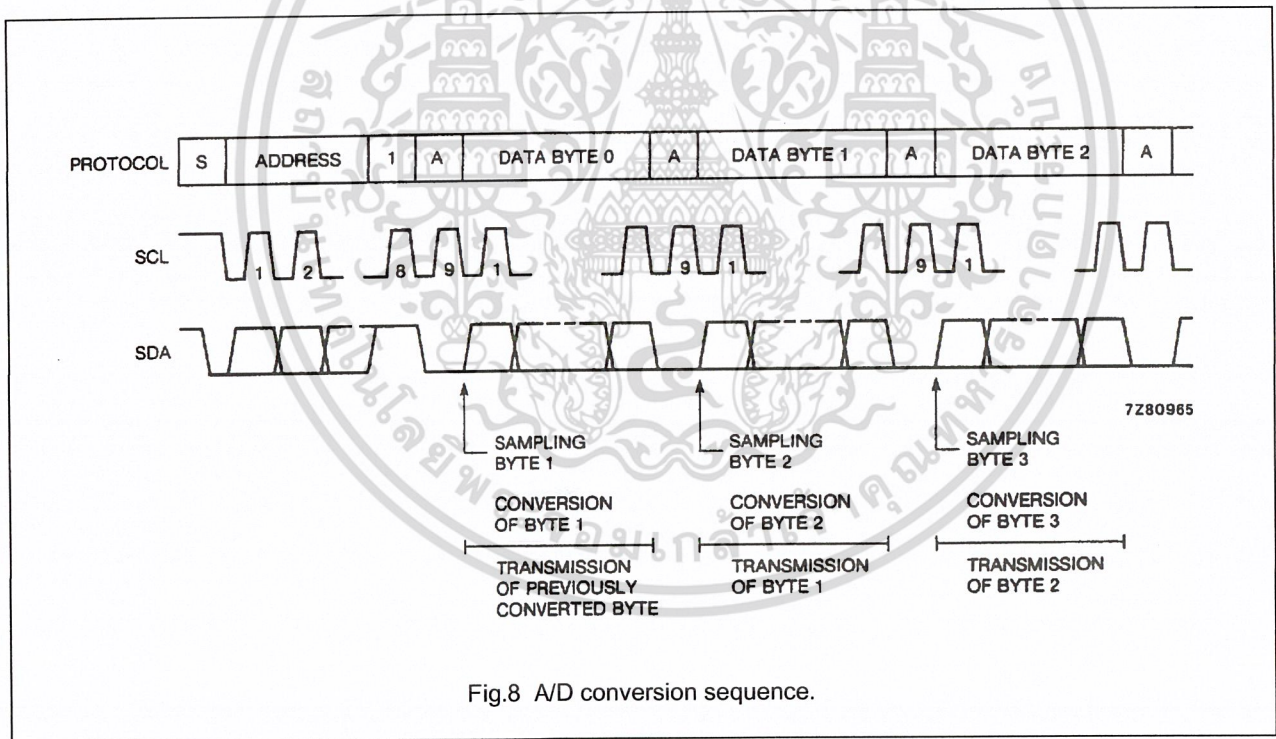 PROTOCOL S ADDRESS 1 A DATA BYTE 0 A DATA BYTE 1 A DATA BYTE 2 A
SCL 1 2 8 9 1 9 1 9 1
SDA
7Z80965
SAMPLING BYTE 1
SAMPLING BYTE 2
SAMPLING BYTE 3
CONVERSION OF BYTE 1
CONVERSION OF BYTE 2
CONVERSION OF BYTE 3
TRANSMISSION OF PREVIOUSLY CONVERTED BYTE
TRANSMISSION OF BYTE 1
TRANSMISSION OF BYTE 2
Fig.8 A/D conversion sequence.